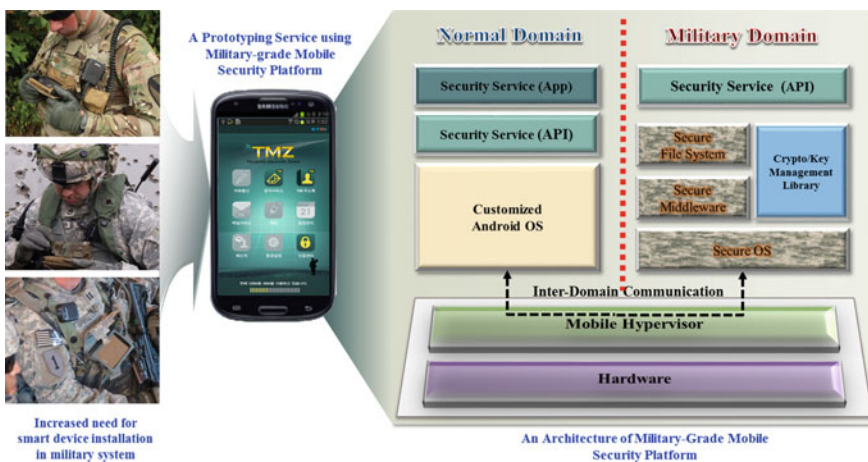 A Prototyping Service using
Military-grade Mobile
Security Platform
SAMSUNG
TMZ
21
Increased need for
smart device installation
in military system
Normal Domain
Military Domain
Security Service (App)
Security Service (API)
Customized
Android OS
Security Service (API)
Secure
File System
Secure
Middleware
Crypto/Key
Management
Library
Secure OS
Inter-Domain Communication
Mobile Hypervisor
Hardware
An Architecture of Military-Grade Mobile
Security Platform